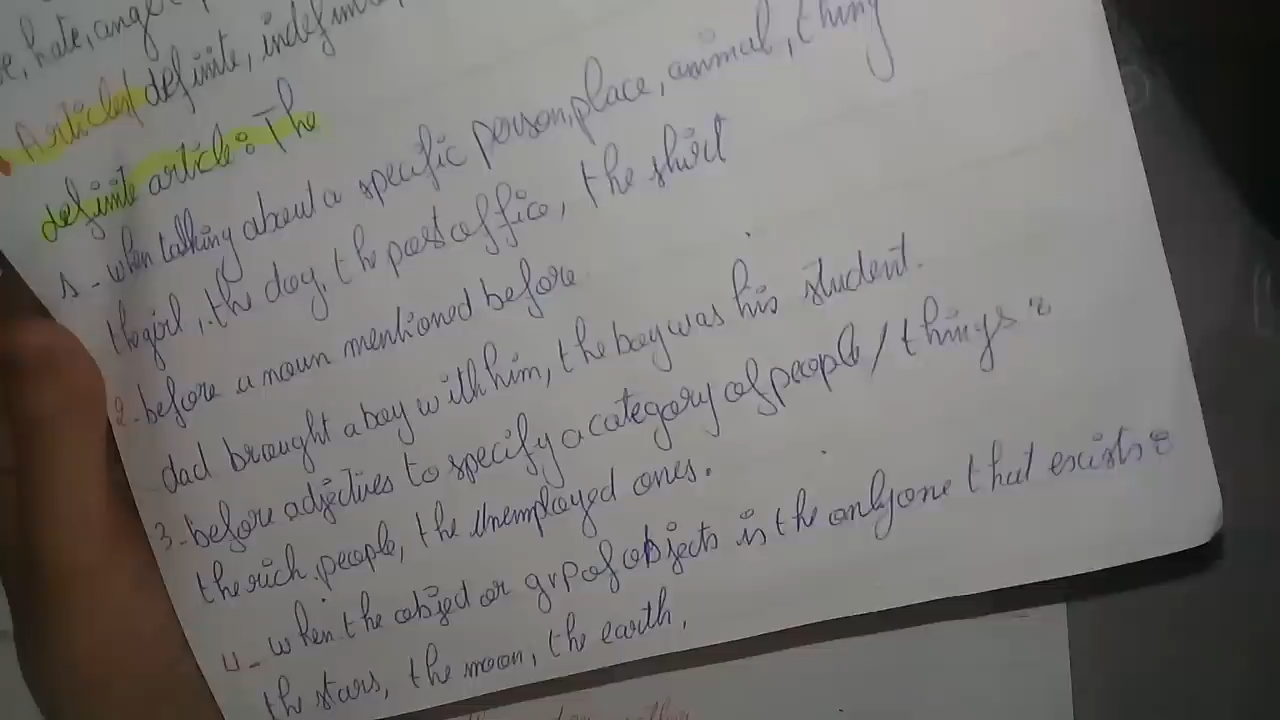 hate, ange
Articles definite, indefin
definite article: The
1- when talking about a specific person, place, animal, thing
the girl, the day, the post office, the shirt
2- before a noun mentioned before
dad brought a boy with him, the boy was his student.
3- before adjectives to specify a category of people / things:
the rich people, the unemployed ones.
4- when the object or grp of objects is the only one that exists:
the stars, the moon, the earth,